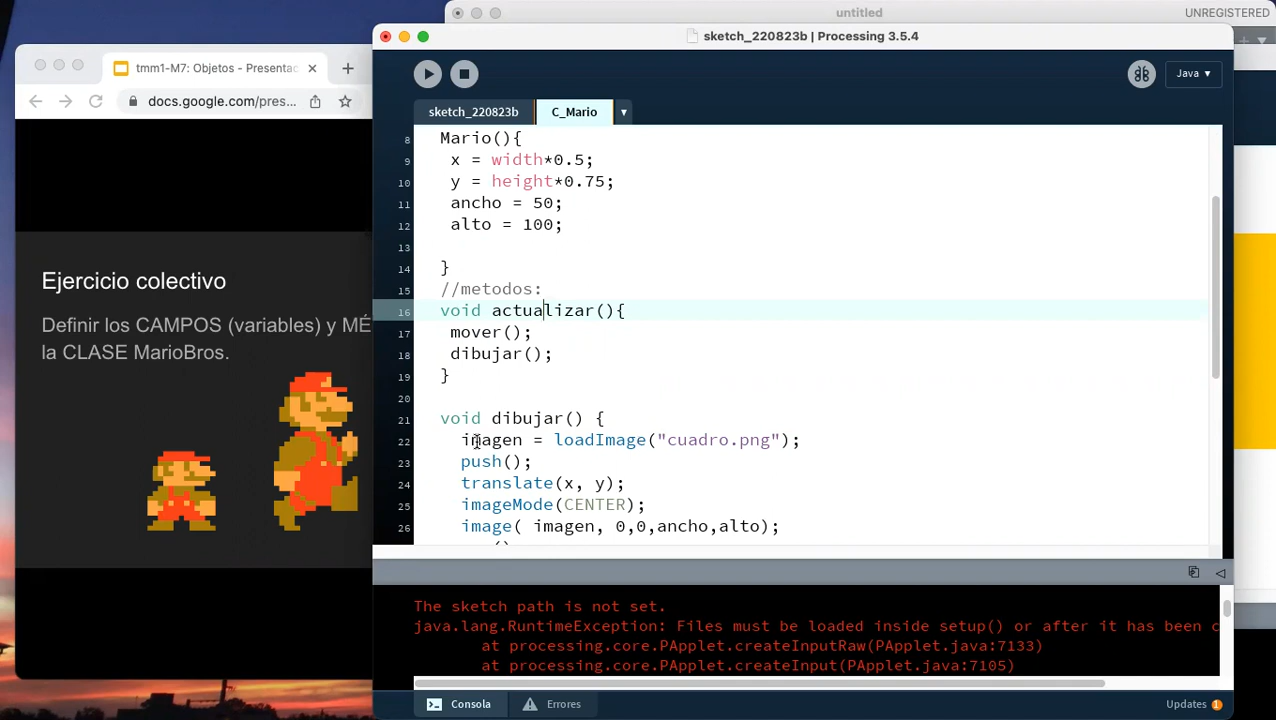 untitled
UNREGISTERED
sketch_220823b | Processing 3.5.4
tmm1-M7: Objetos - Presentac
docs.google.com/pres...
Java
sketch_220823b
C_Mario
8 Mario(){
9 x = width*0.5;
10 y = height*0.75;
11 ancho = 50;
12 alto = 100;
13
14 }
15 //metodos:
16 void actualizar(){
17 mover();
18 dibujar();
19 }
20
21 void dibujar() {
22 imagen = loadImage("cuadro.png");
23 push();
24 translate(x, y);
25 imageMode(CENTER);
26 image( imagen, 0,0,ancho,alto);
Ejercicio colectivo
Definir los CAMPOS (variables) y MÉ
la CLASE MarioBros.
The sketch path is not set.
java.lang.RuntimeException: Files must be loaded inside setup() or after it has been c
at processing.core.PApplet.createInputRaw(PApplet.java:7133)
at processing.core.PApplet.createInput(PApplet.java:7105)
Consola
Errores
Updates 1